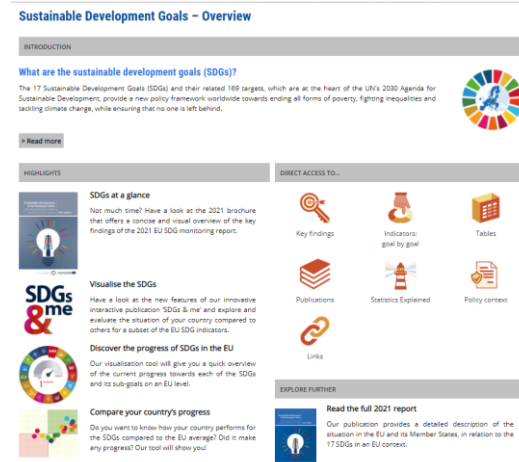 Sustainable Development Goals – Overview
INTRODUCTION
What are the sustainable development goals (SDGs)?
The 17 Sustainable Development Goals (SDGs) and their related 169 targets, which are at the heart of the UN's 2030 Agenda for
Sustainable Development, provide a new policy framework worldwide towards ending all forms of poverty, fighting inequalities and
tackling climate change, while ensuring that no one is left behind.
» Read more
HIGHLIGHTS
SDGs at a glance
Not much time? Have a look at the 2021 brochure
that offers a concise and visual overview of the key
findings of the 2021 EU SDG monitoring report.
SDGs
& me
Visualise the SDGs
Have a look at the new features of our innovative
interactive publication 'SDGs & me' and explore and
evaluate the situation of your country compared to
others for a subset of the EU SDG indicators.
Discover the progress of SDGs in the EU
Our visualisation tool will give you a quick overview
of the current progress towards each of the SDGs
and its sub-goals on an EU level.
Compare your country's progress
Do you want to know how your country performs for
the SDGs compared to the EU average? Did it make
any progress? Our tool will show you!
DIRECT ACCESS TO...
Key findings
Indicators:
goal by goal
Tables
Publications
Statistics Explained
Policy context
Links
EXPLORE FURTHER
Read the full 2021 report
Our publication provides a detailed description of the
situation in the EU and its Member States, in relation to the
17 SDGs in an EU context.